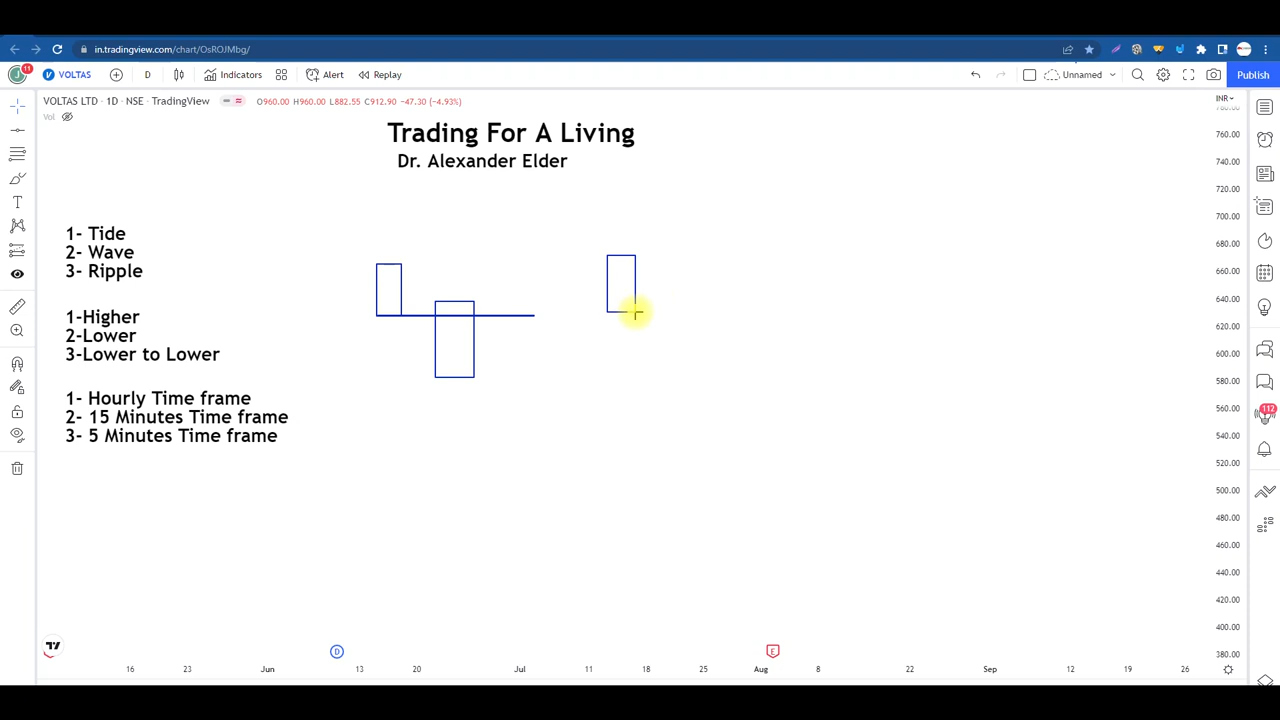 in.tradingview.com/chart/OsROJMbg/
11
VOLTAS
D
Indicators
Alert
Replay
Unnamed
Publish
VOLTAS LTD · 1D · NSE · TradingView O960.00 H960.00 L882.55 C912.90 -47.30 (-4.93%)
INR
Vol
Trading For A Living
Dr. Alexander Elder
1- Tide
2- Wave
3- Ripple
1-Higher
2-Lower
3-Lower to Lower
1- Hourly Time frame
2- 15 Minutes Time frame
3- 5 Minutes Time frame
760.00
760.00
740.00
720.00
700.00
680.00
660.00
640.00
620.00
600.00
580.00
560.00
540.00
520.00
500.00
480.00
460.00
440.00
420.00
400.00
380.00
112
D
E
16 23 Jun 13 20 Jul 11 18 25 Aug 8 22 Sep 12 19 26